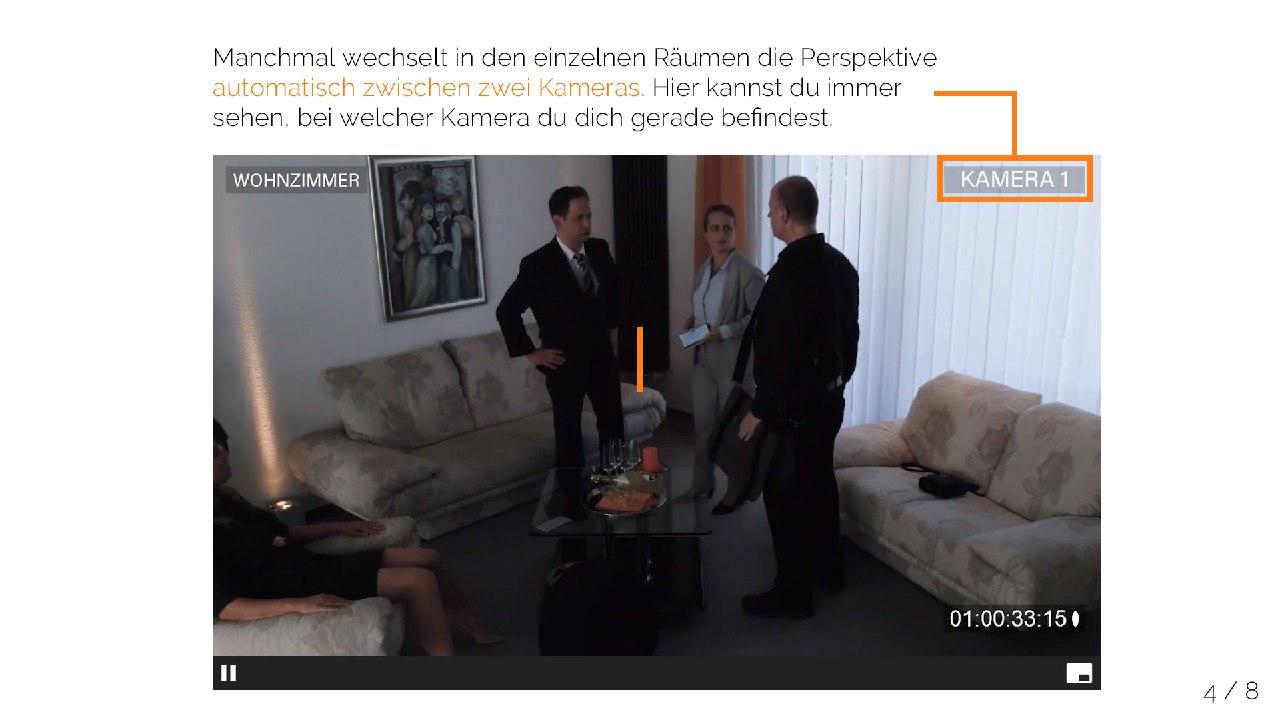 Manchmal wechselt in den einzelnen Räumen die Perspektive
automatisch zwischen zwei Kameras. Hier kannst du immer
sehen, bei welcher Kamera du dich gerade befindest.
WOHNZIMMER
KAMERA 1
01:00:33:15
4 / 8